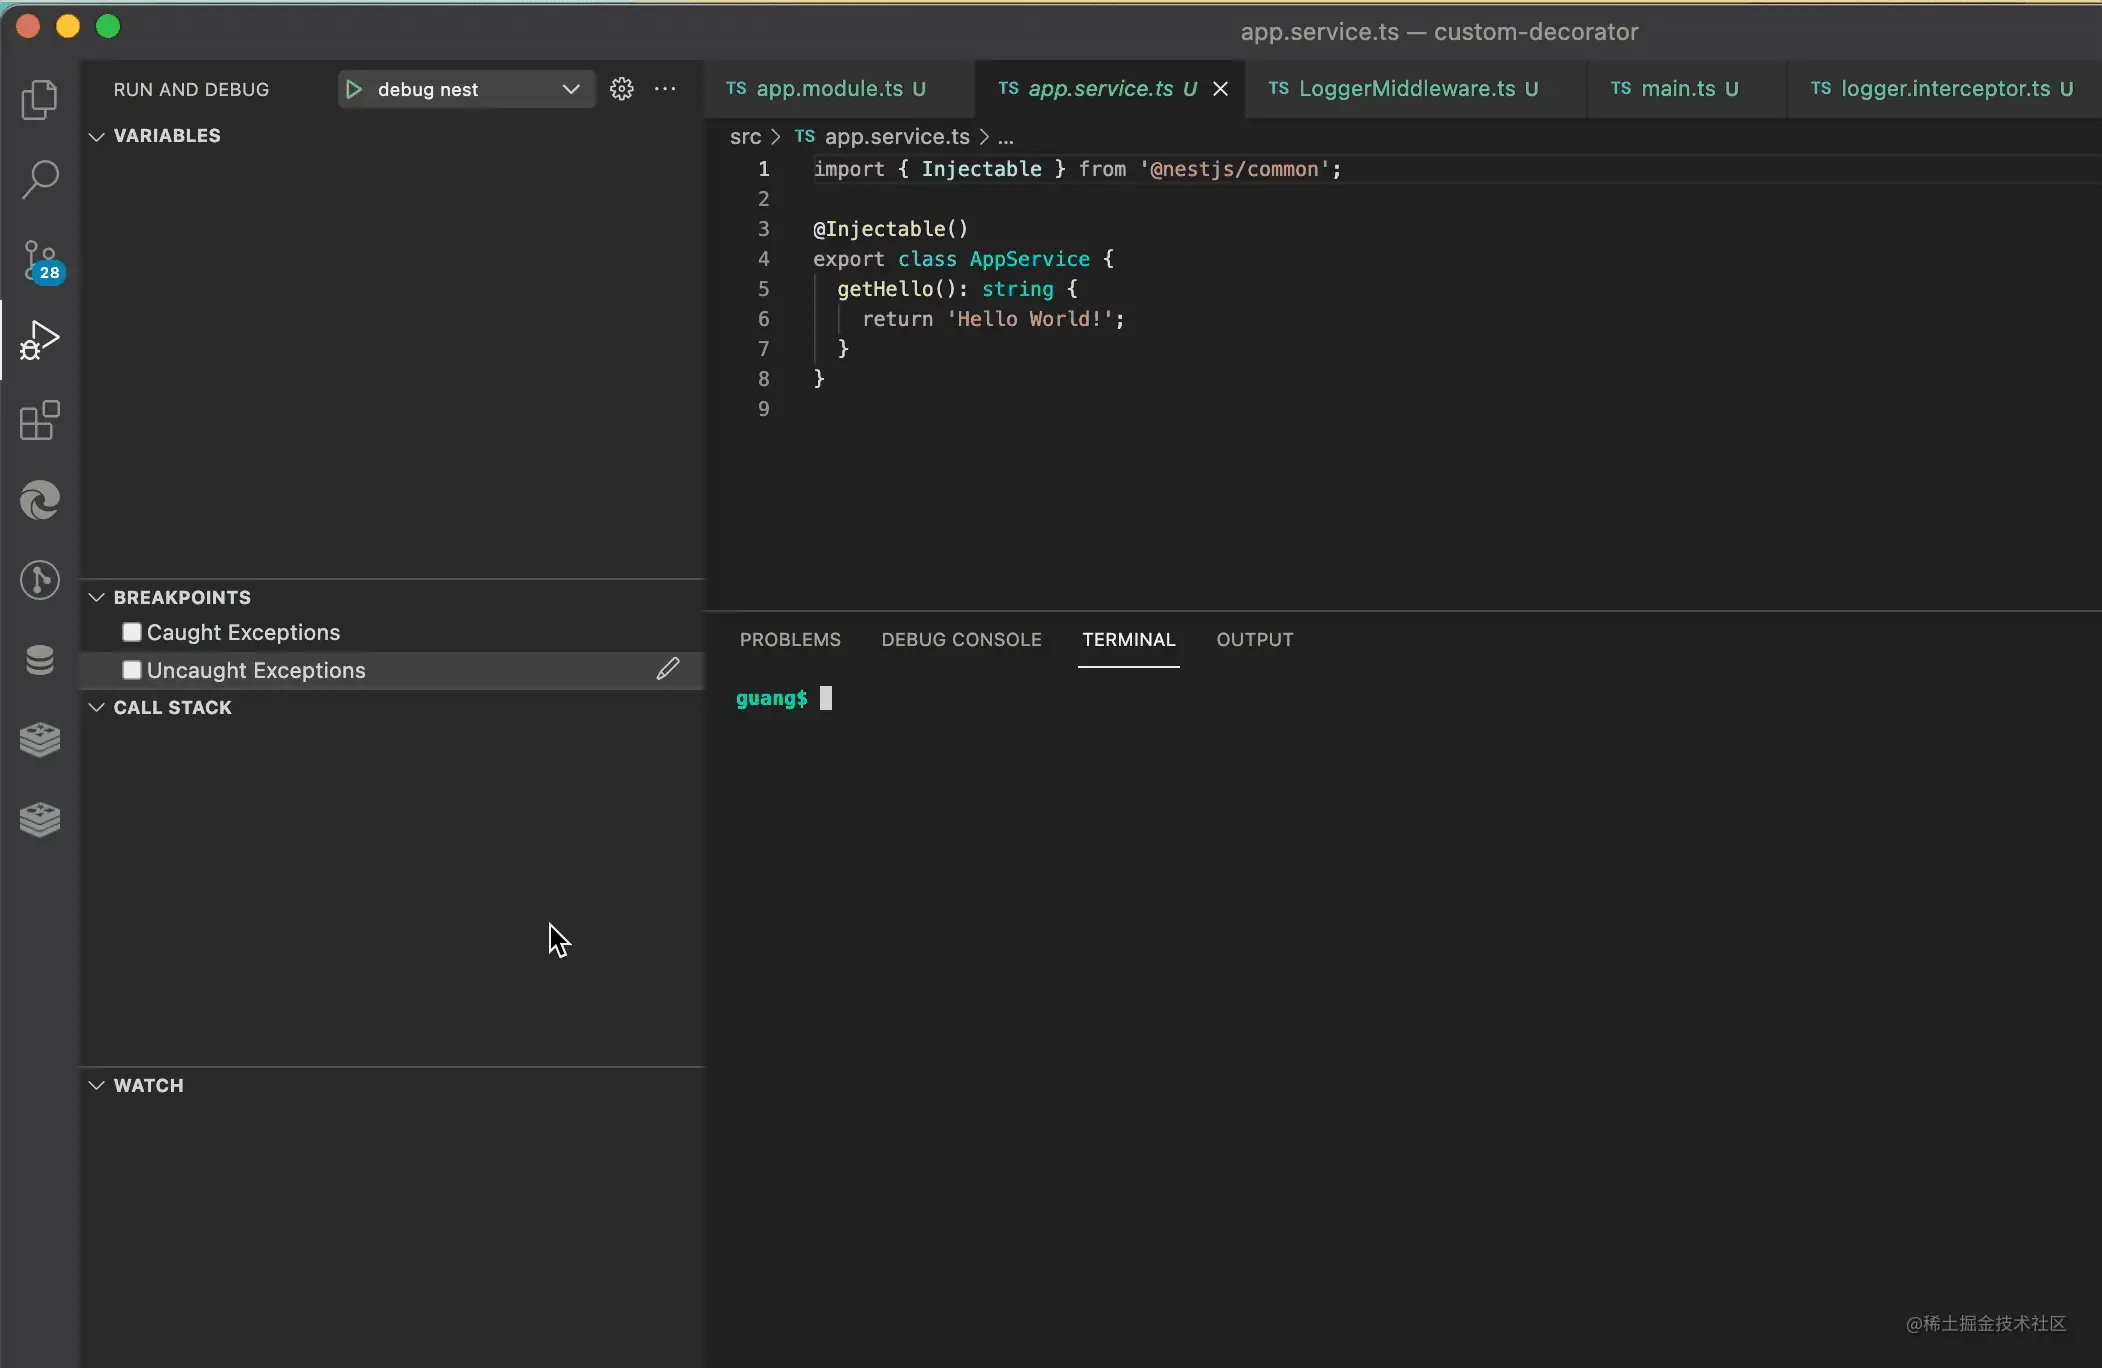 app.service.ts — custom-decorator
RUN AND DEBUG
debug nest
TS app.module.ts U
TS app.service.ts U
TS LoggerMiddleware.ts U
TS main.ts U
TS logger.interceptor.ts U
VARIABLES
src > TS app.service.ts > ...
1 import { Injectable } from '@nestjs/common';
2
3 @Injectable()
4 export class AppService {
5 getHello(): string {
6 return 'Hello World!';
7 }
8 }
9
28
BREAKPOINTS
Caught Exceptions
Uncaught Exceptions
CALL STACK
WATCH
PROBLEMS
DEBUG CONSOLE
TERMINAL
OUTPUT
guang$
@稀土掘金技术社区